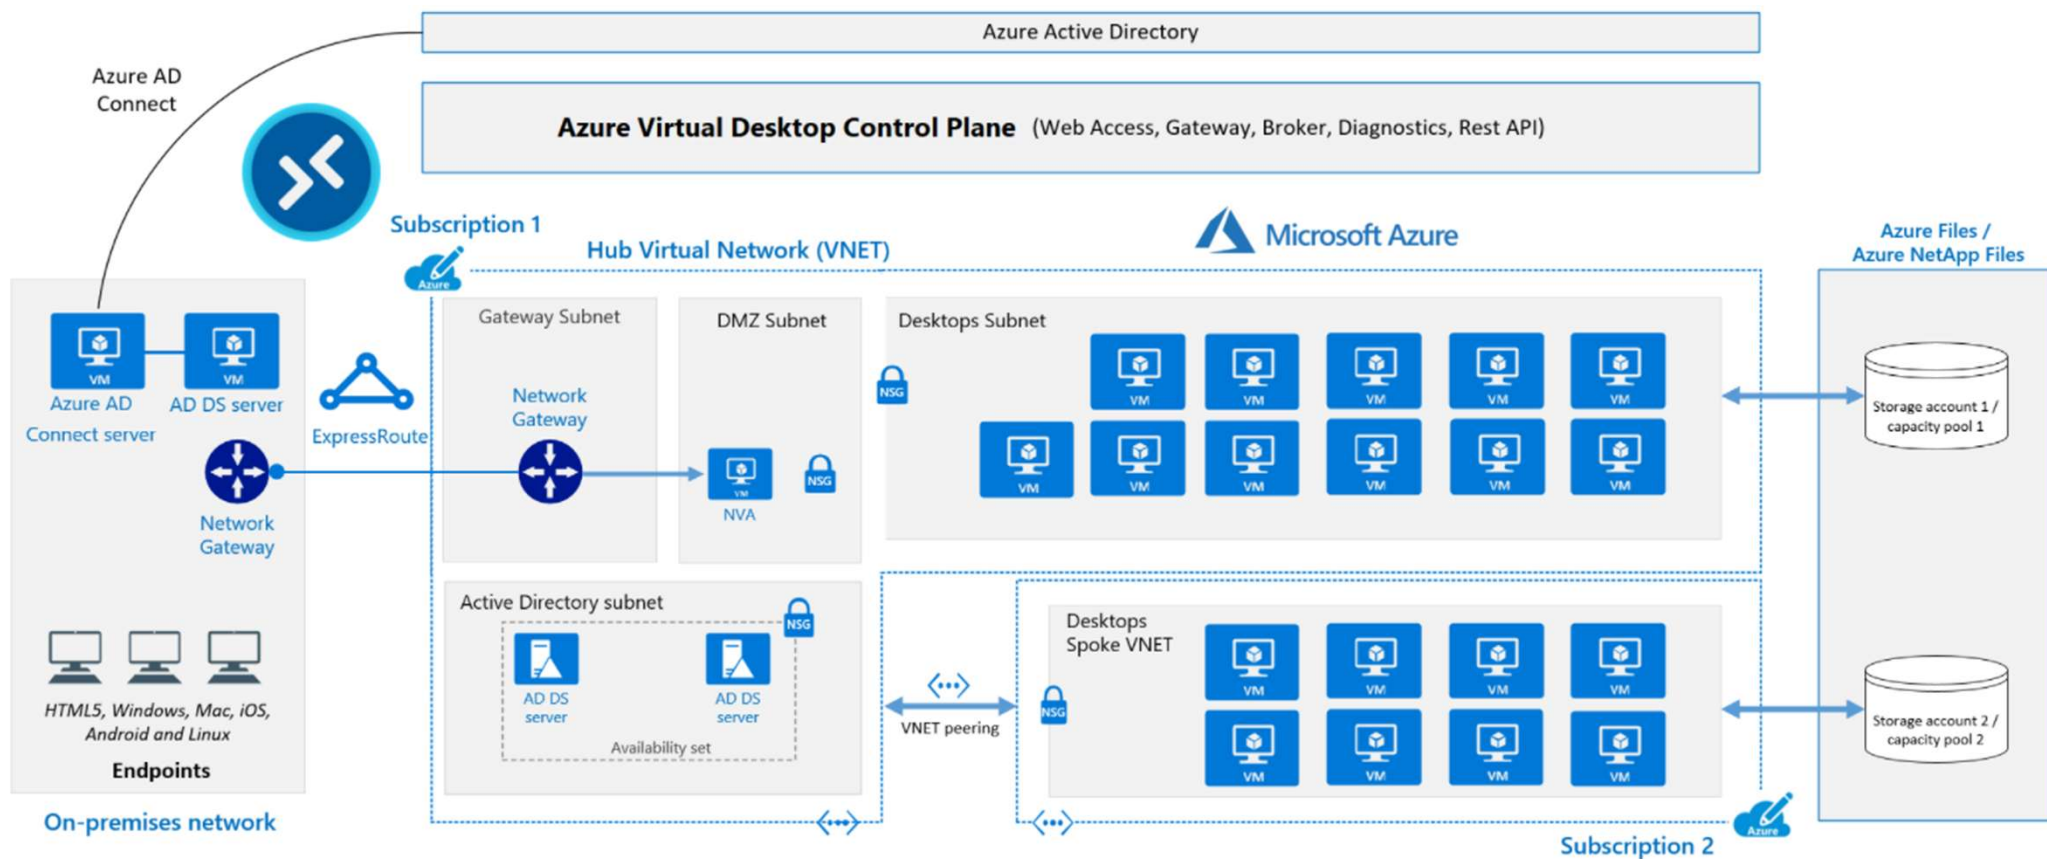 Azure Active Directory
Azure AD
Connect
Azure Virtual Desktop Control Plane (Web Access, Gateway, Broker, Diagnostics, Rest API)
Subscription 1
Azure
Hub Virtual Network (VNET)
Microsoft Azure
Azure Files /
Azure NetApp Files
VM
VM
Azure AD
Connect server
AD DS server
ExpressRoute
Network
Gateway
HTML5, Windows, Mac, iOS,
Android and Linux
Endpoints
On-premises network
Gateway Subnet
Network
Gateway
DMZ Subnet
VM
NVA
NSG
Desktops Subnet
NSG
VM
VM
VM
VM
VM
VM
VM
VM
VM
VM
VM
Storage account 1 /
capacity pool 1
Active Directory subnet
NSG
AD DS
server
AD DS
server
Availability set
VNET peering
Desktops
Spoke VNET
NSG
VM
VM
VM
VM
VM
VM
VM
VM
Storage account 2 /
capacity pool 2
Azure
Subscription 2